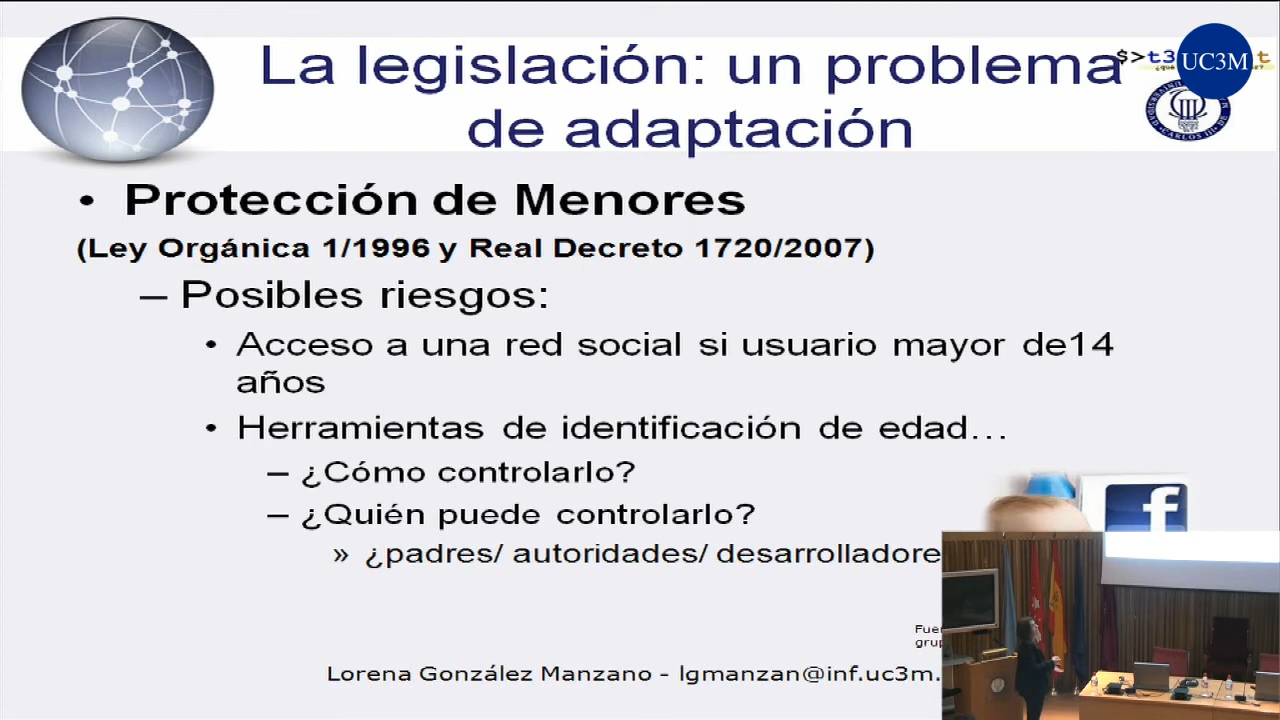 La legislación: un problema
de adaptación
$>t3
t
UC3M
• Protección de Menores
(Ley Orgánica 1/1996 y Real Decreto 1720/2007)
– Posibles riesgos:
• Acceso a una red social si usuario mayor de14
años
• Herramientas de identificación de edad...
– ¿Cómo controlarlo?
– ¿Quién puede controlarlo?
» ¿padres/ autoridades/ desarrolladore
f
Lorena González Manzano - lgmanzan@inf.uc3m.